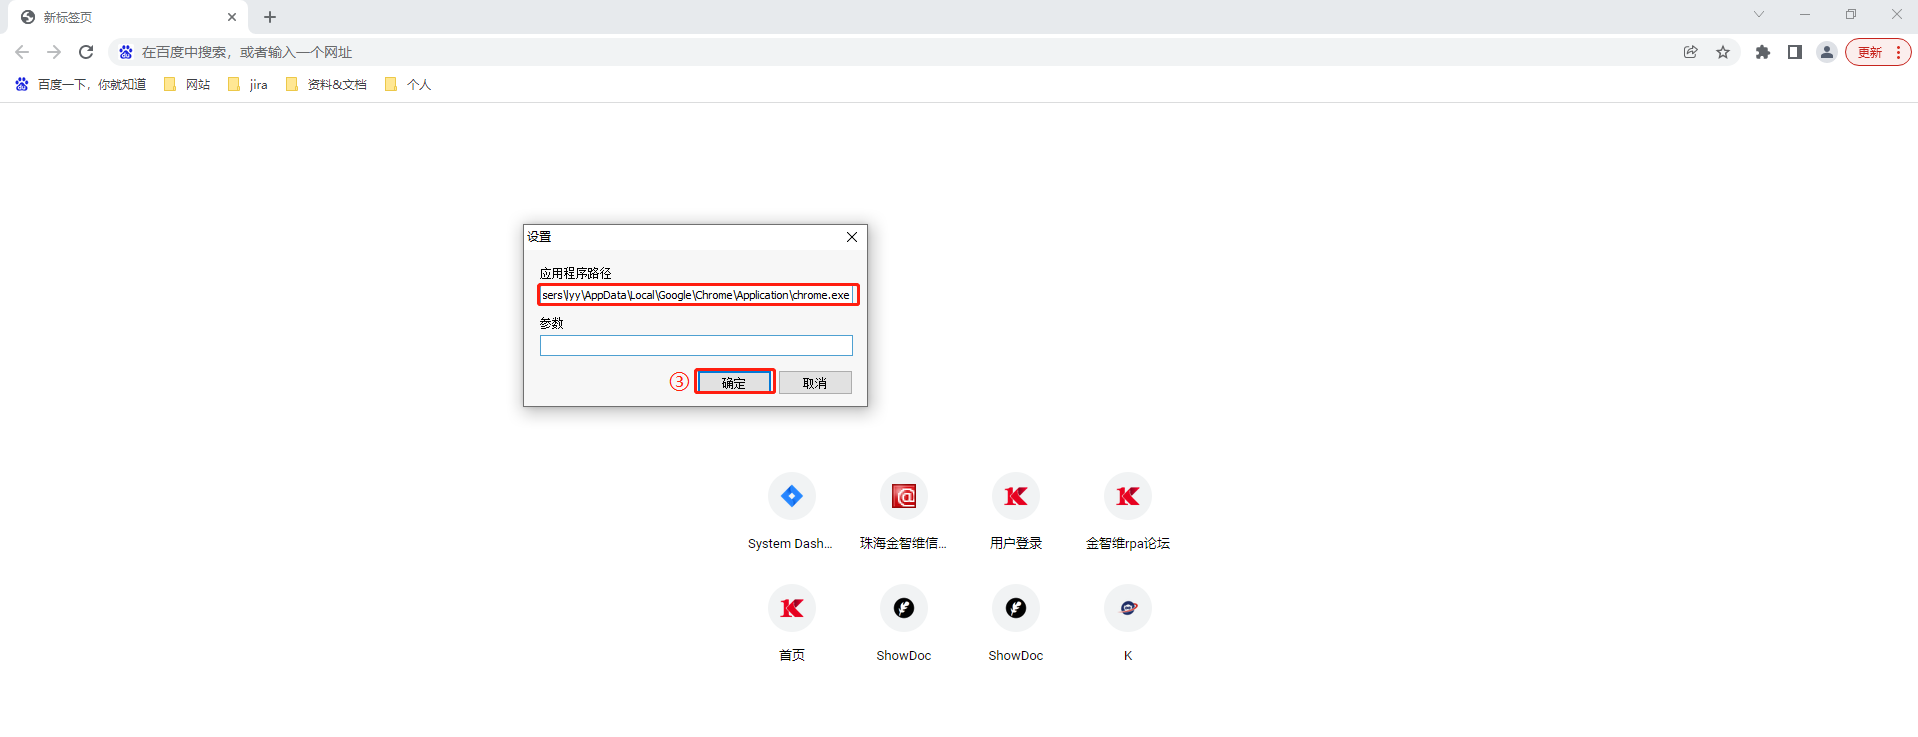 新标签页
在百度中搜索，或者输入一个网址
更新
百度一下，你就知道
网站
jira
资料&文档
个人
设置
应用程序路径
sers\lyy\AppData\Local\Google\Chrome\Application\chrome.exe
参数
③
确定
取消
System Dash...
珠海金智维信...
用户登录
金智维rpa论坛
首页
ShowDoc
ShowDoc
K